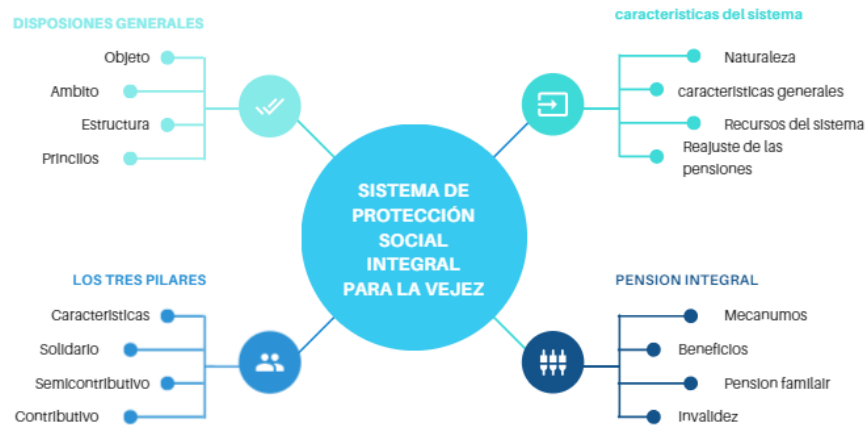 DISPOSIONES GENERALES
Objeto
Ambito
Estructura
Princiios
caracteristicas del sistema
Naturaleza
caracteristicas generales
Recursos del sistema
Reajuste de las
pensiones
SISTEMA DE
PROTECCIÓN
SOCIAL
INTEGRAL
PARA LA VEJEZ
LOS TRES PILARES
Caracteristicas
Solidario
Semicontributivo
Contributivo
PENSION INTEGRAL
Mecanumos
Beneficios
Pension familair
Invalidez